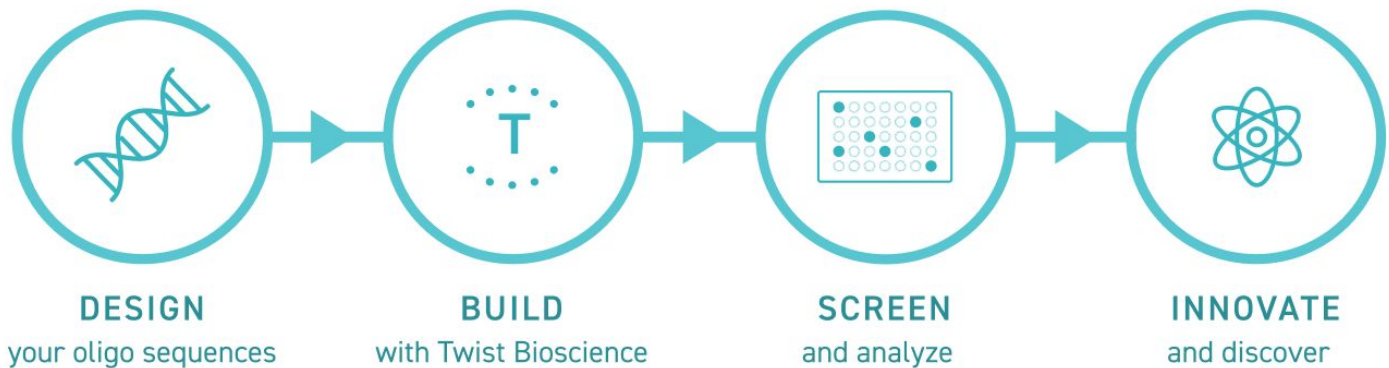 T
DESIGN
your oligo sequences
BUILD
with Twist Bioscience
SCREEN
and analyze
INNOVATE
and discover